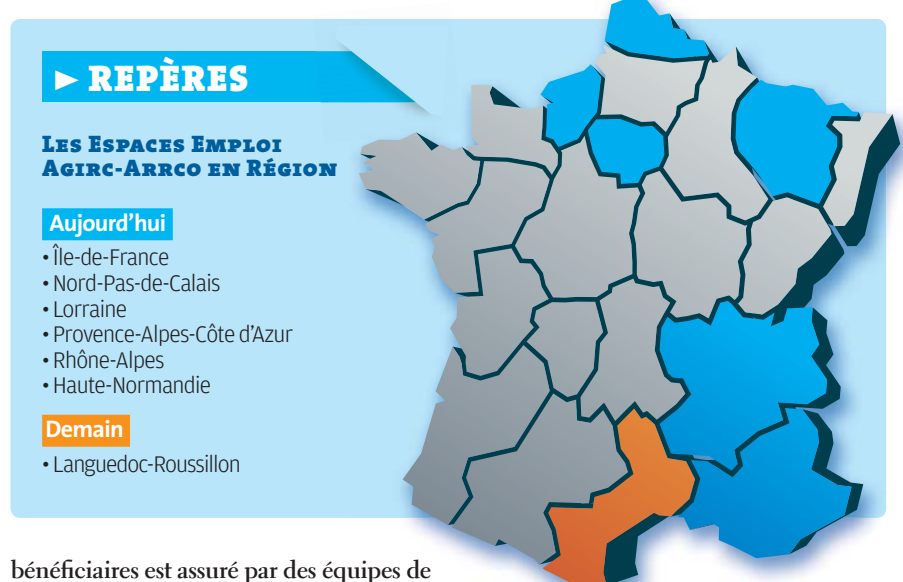 ► REPÈRES
Les Espaces Emploi
Agirc-Arrco en Région
Aujourd'hui
• Île-de-France
• Nord-Pas-de-Calais
• Lorraine
• Provence-Alpes-Côte d'Azur
• Rhône-Alpes
• Haute-Normandie
Demain
• Languedoc-Roussillon
bénéficiaires est assuré par des équipes de